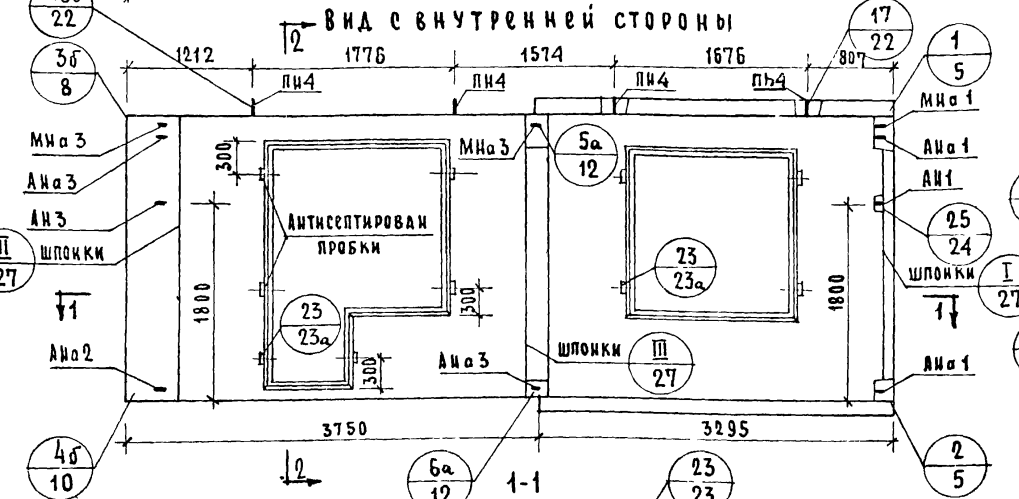 ВИД С ВНУТРЕННЕЙ СТОРОНЫ
22
2
17
22
1212
1776
1574
1676
807
3б
8
1
5
ПН4
ПН4
ПН4
ПН4
МНа3
300
МНа3
5а
12
МНа1
АНа3
АНа1
АН3
АН1
Антисептирован
пробки
25
24
III
27
шпонки
23
23а
шпонки
I
27
1
1800
300
1800
1
23
23а
АНа2
АНа3
шпонки
III
27
АНа1
300
3750
3295
4б
10
2
6а
12
1-1
23
23
2
5